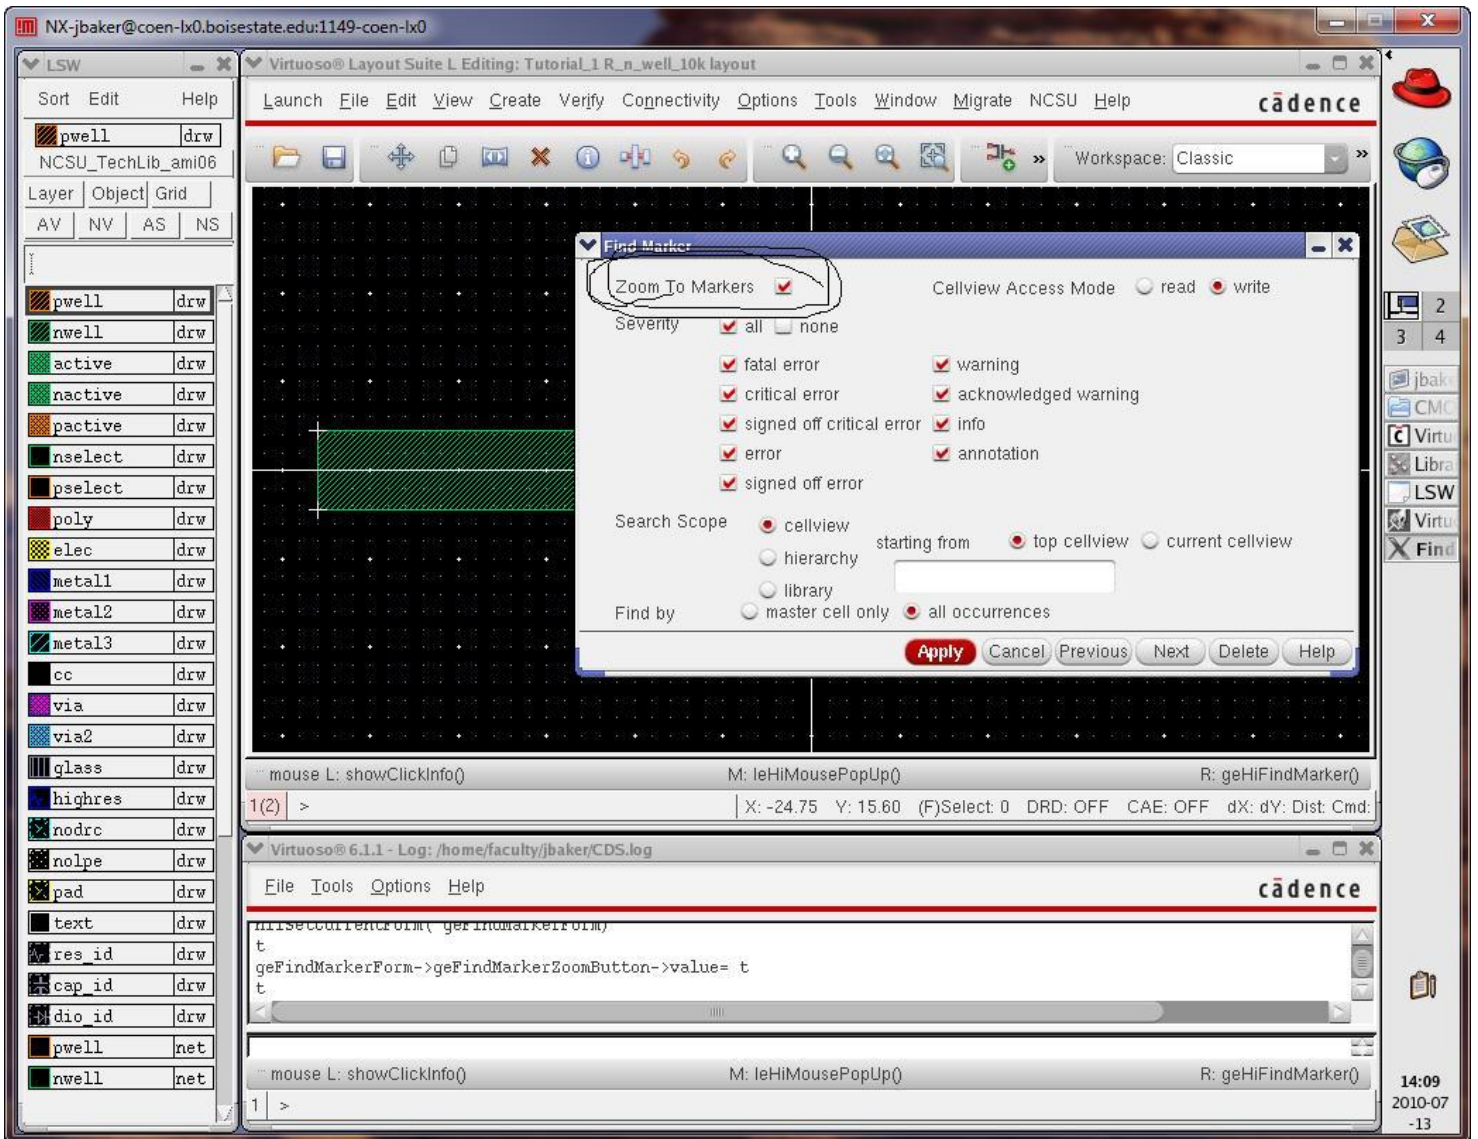 NX-jbaker@coen-lx0.boisestate.edu:1149-coen-lx0
LSW
Sort Edit Help
pwell drw
NCSU_TechLib_ami06
Layer Object Grid
AV NV AS NS
pwell drw
nwell drw
active drw
nactive drw
pactive drw
nselect drw
pselect drw
poly drw
elec drw
metal1 drw
metal2 drw
metal3 drw
cc drw
via drw
via2 drw
glass drw
highres drw
nodrc drw
nolpe drw
pad drw
text drw
res_id drw
cap_id drw
dio_id drw
pwell net
nwell net
Virtuoso® Layout Suite L Editing: Tutorial_1 R_n_well_10k layout
Launch File Edit View Create Verify Connectivity Options Tools Window Migrate NCSU Help cādence
» Workspace: Classic »
Find Marker
Zoom To Markers Cellview Access Mode read write
Severity all none
fatal error warning
critical error acknowledged warning
signed off critical error info
error annotation
signed off error
Search Scope cellview
starting from top cellview current cellview
hierarchy
library
Find by master cell only all occurrences
Apply Cancel Previous Next Delete Help
mouse L: showClickInfo() M: leHiMousePopUp() R: geHiFindMarker()
1(2) > X: -24.75 Y: 15.60 (F)Select: 0 DRD: OFF CAE: OFF dX: dY: Dist: Cmd:
Virtuoso® 6.1.1 - Log: /home/faculty/jbaker/CDS.log
File Tools Options Help cādence
hiiSetCurrentForm('geFindMarkerForm)
t
geFindMarkerForm->geFindMarkerZoomButton->value= t
t
mouse L: showClickInfo() M: leHiMousePopUp() R: geHiFindMarker()
1 >
2
3 4
jbake
CMO
Virtu
Libra
LSW
Virtu
Find
14:09
2010-07
-13